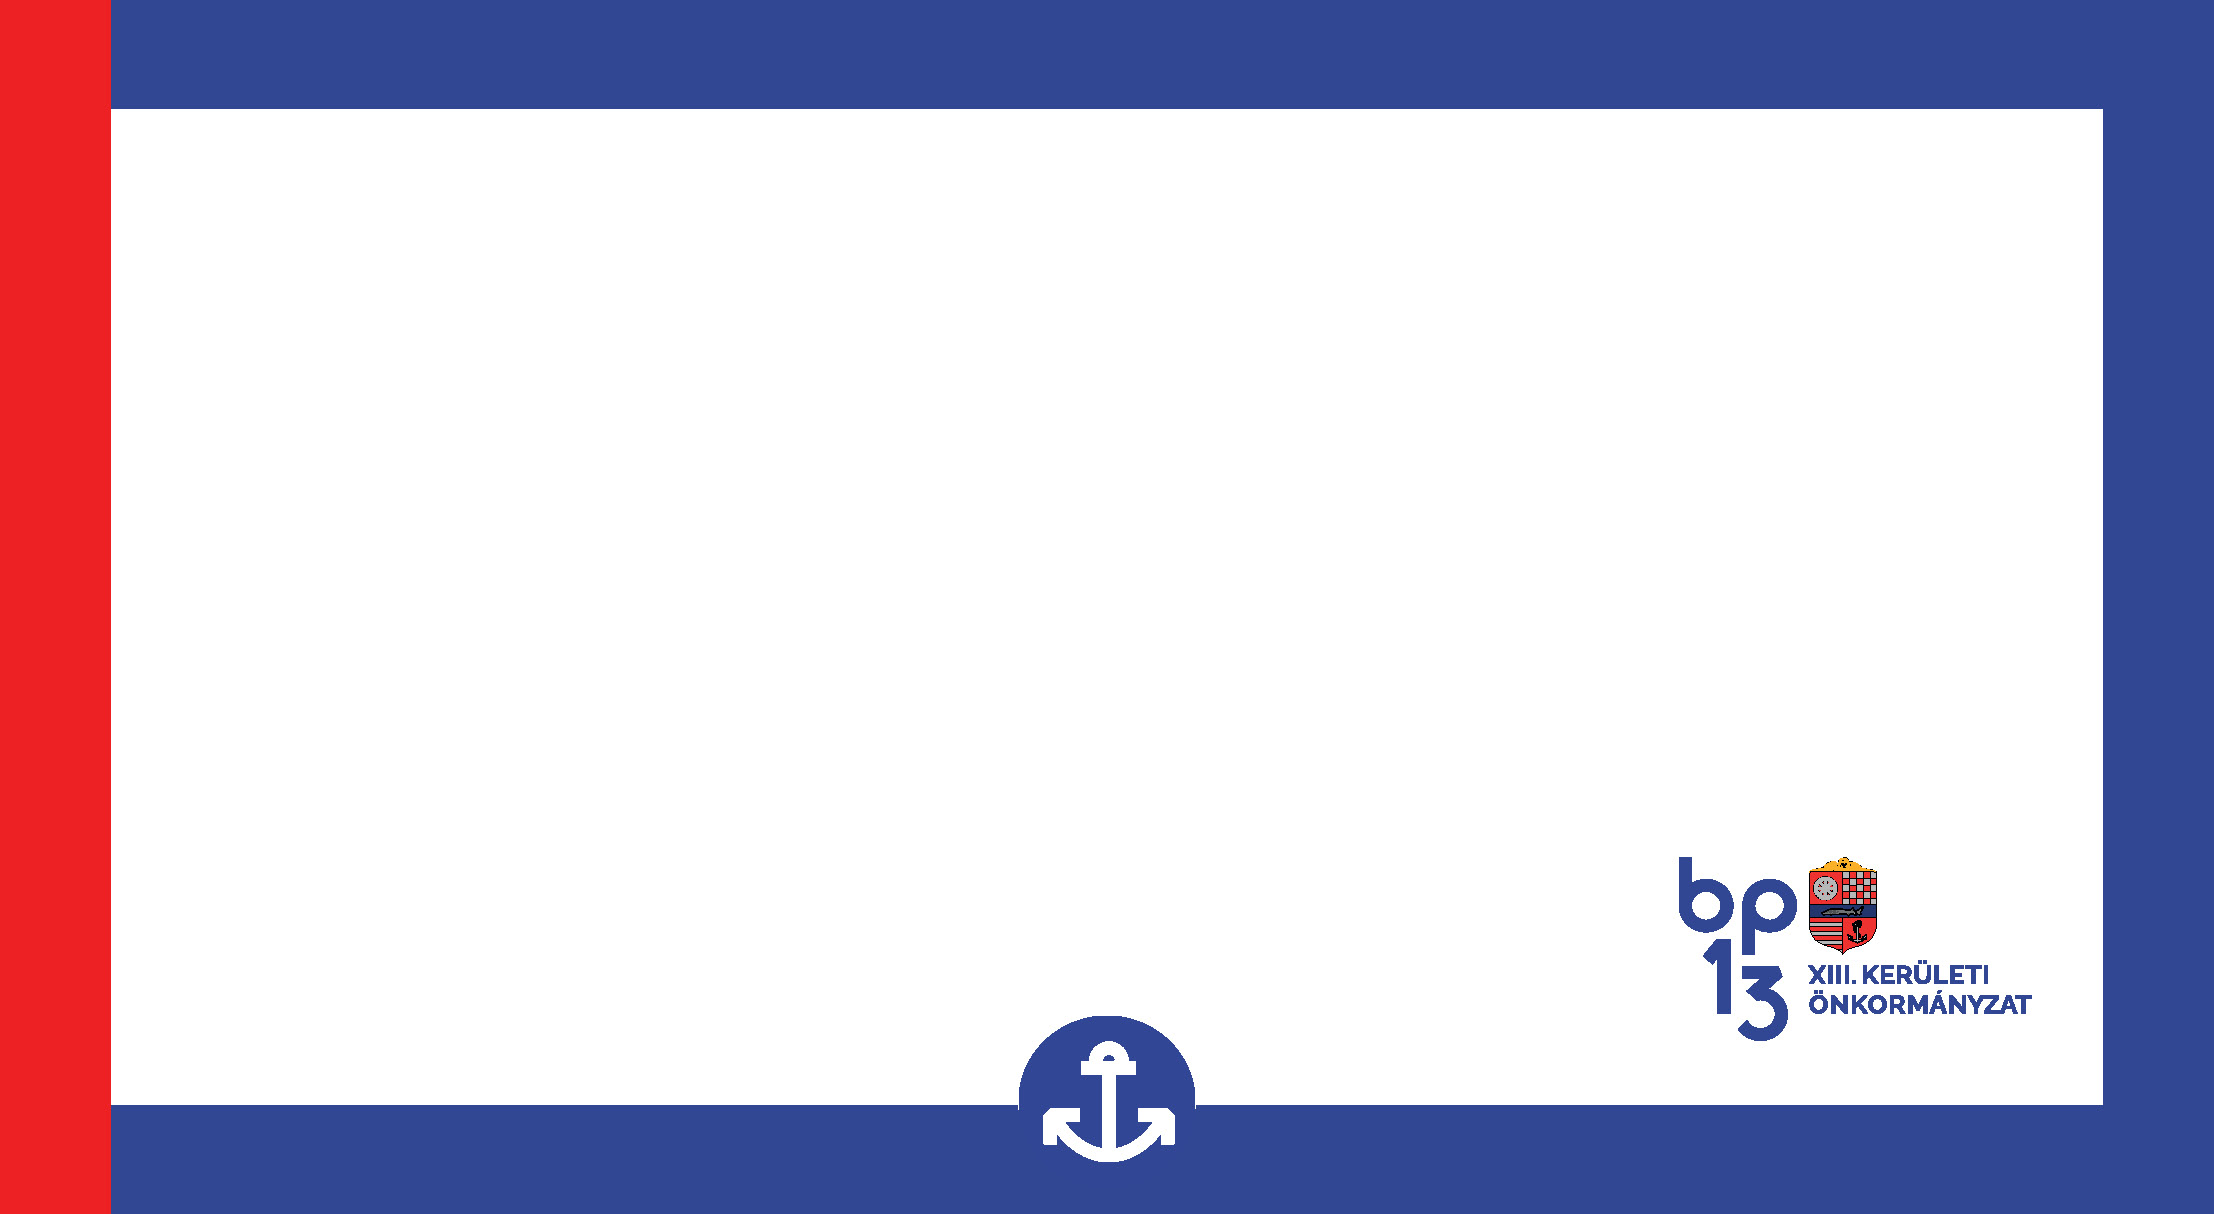 bp
13
XIII. KERÜLETI
ÖNKORMÁNYZAT